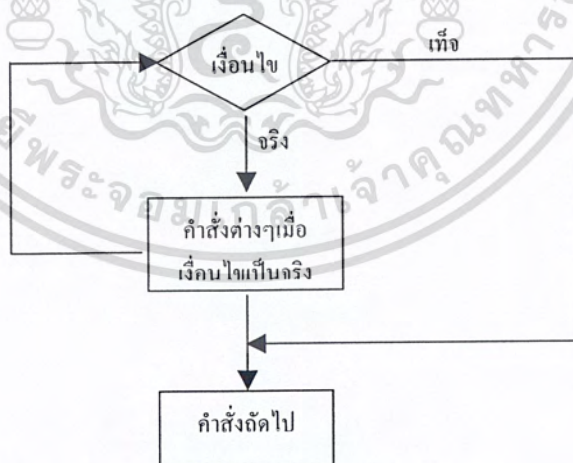 เงื่อนไข
เท็จ
จริง
คำสั่งต่างๆเมื่อ
เงื่อนไขเป็นจริง
คำสั่งถัดไป